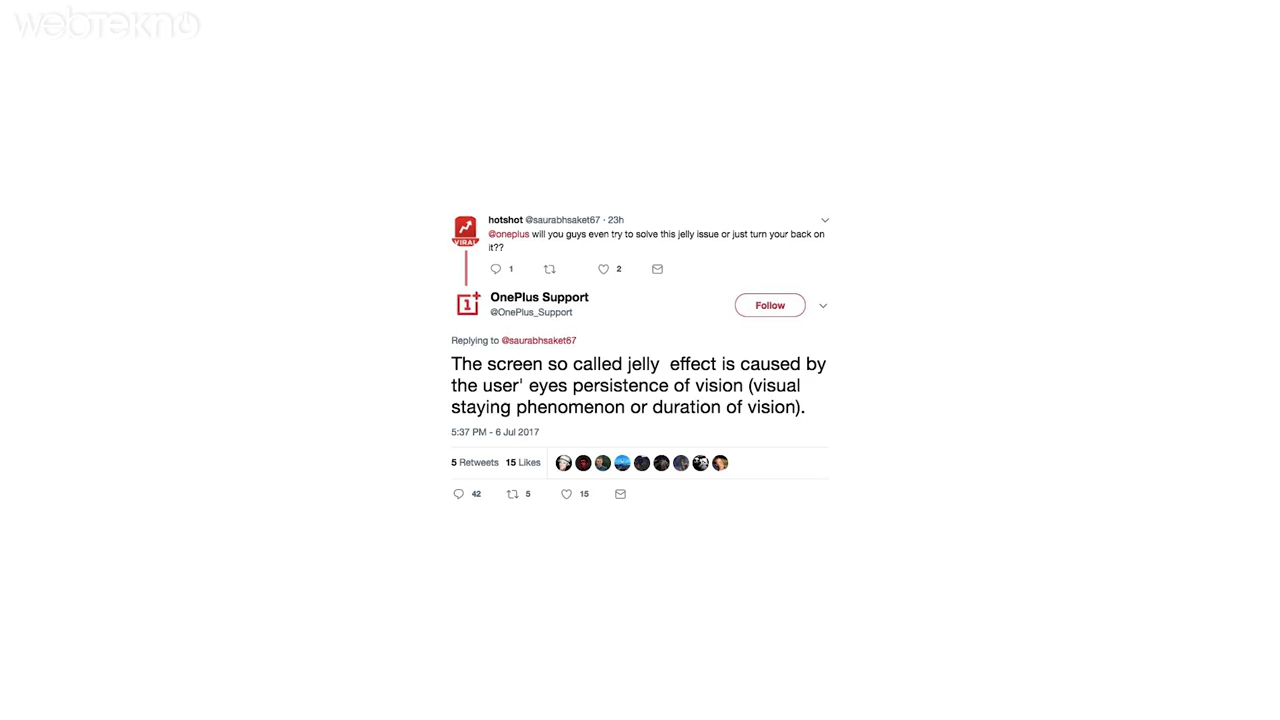 webtekno
hotshot @saurabhsaket67 · 23h
@oneplus will you guys even try to solve this jelly issue or just turn your back on
it??
VIRAL
1 2
OnePlus Support
@OnePlus_Support
Follow
Replying to @saurabhsaket67
The screen so called jelly  effect is caused by
the user' eyes persistence of vision (visual
staying phenomenon or duration of vision).
5:37 PM - 6 Jul 2017
5 Retweets 15 Likes
42 5 15